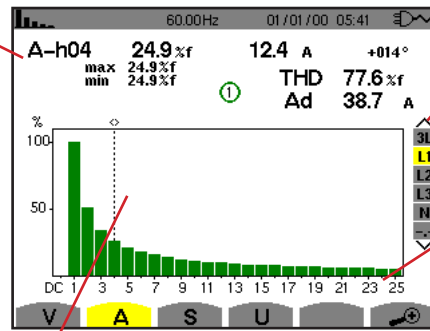 60.00Hz 01/01/00 05:41
A-h04 24.9 %f 12.4 A +014°
max 24.9%f
min 24.9%f
1 THD 77.6 %f
Ad 38.7 A
%
100
50
DC 1 3 5 7 9 11 13 15 17 19 21 23 25
3L
L1
L2
L3
N
-.-
V A S U